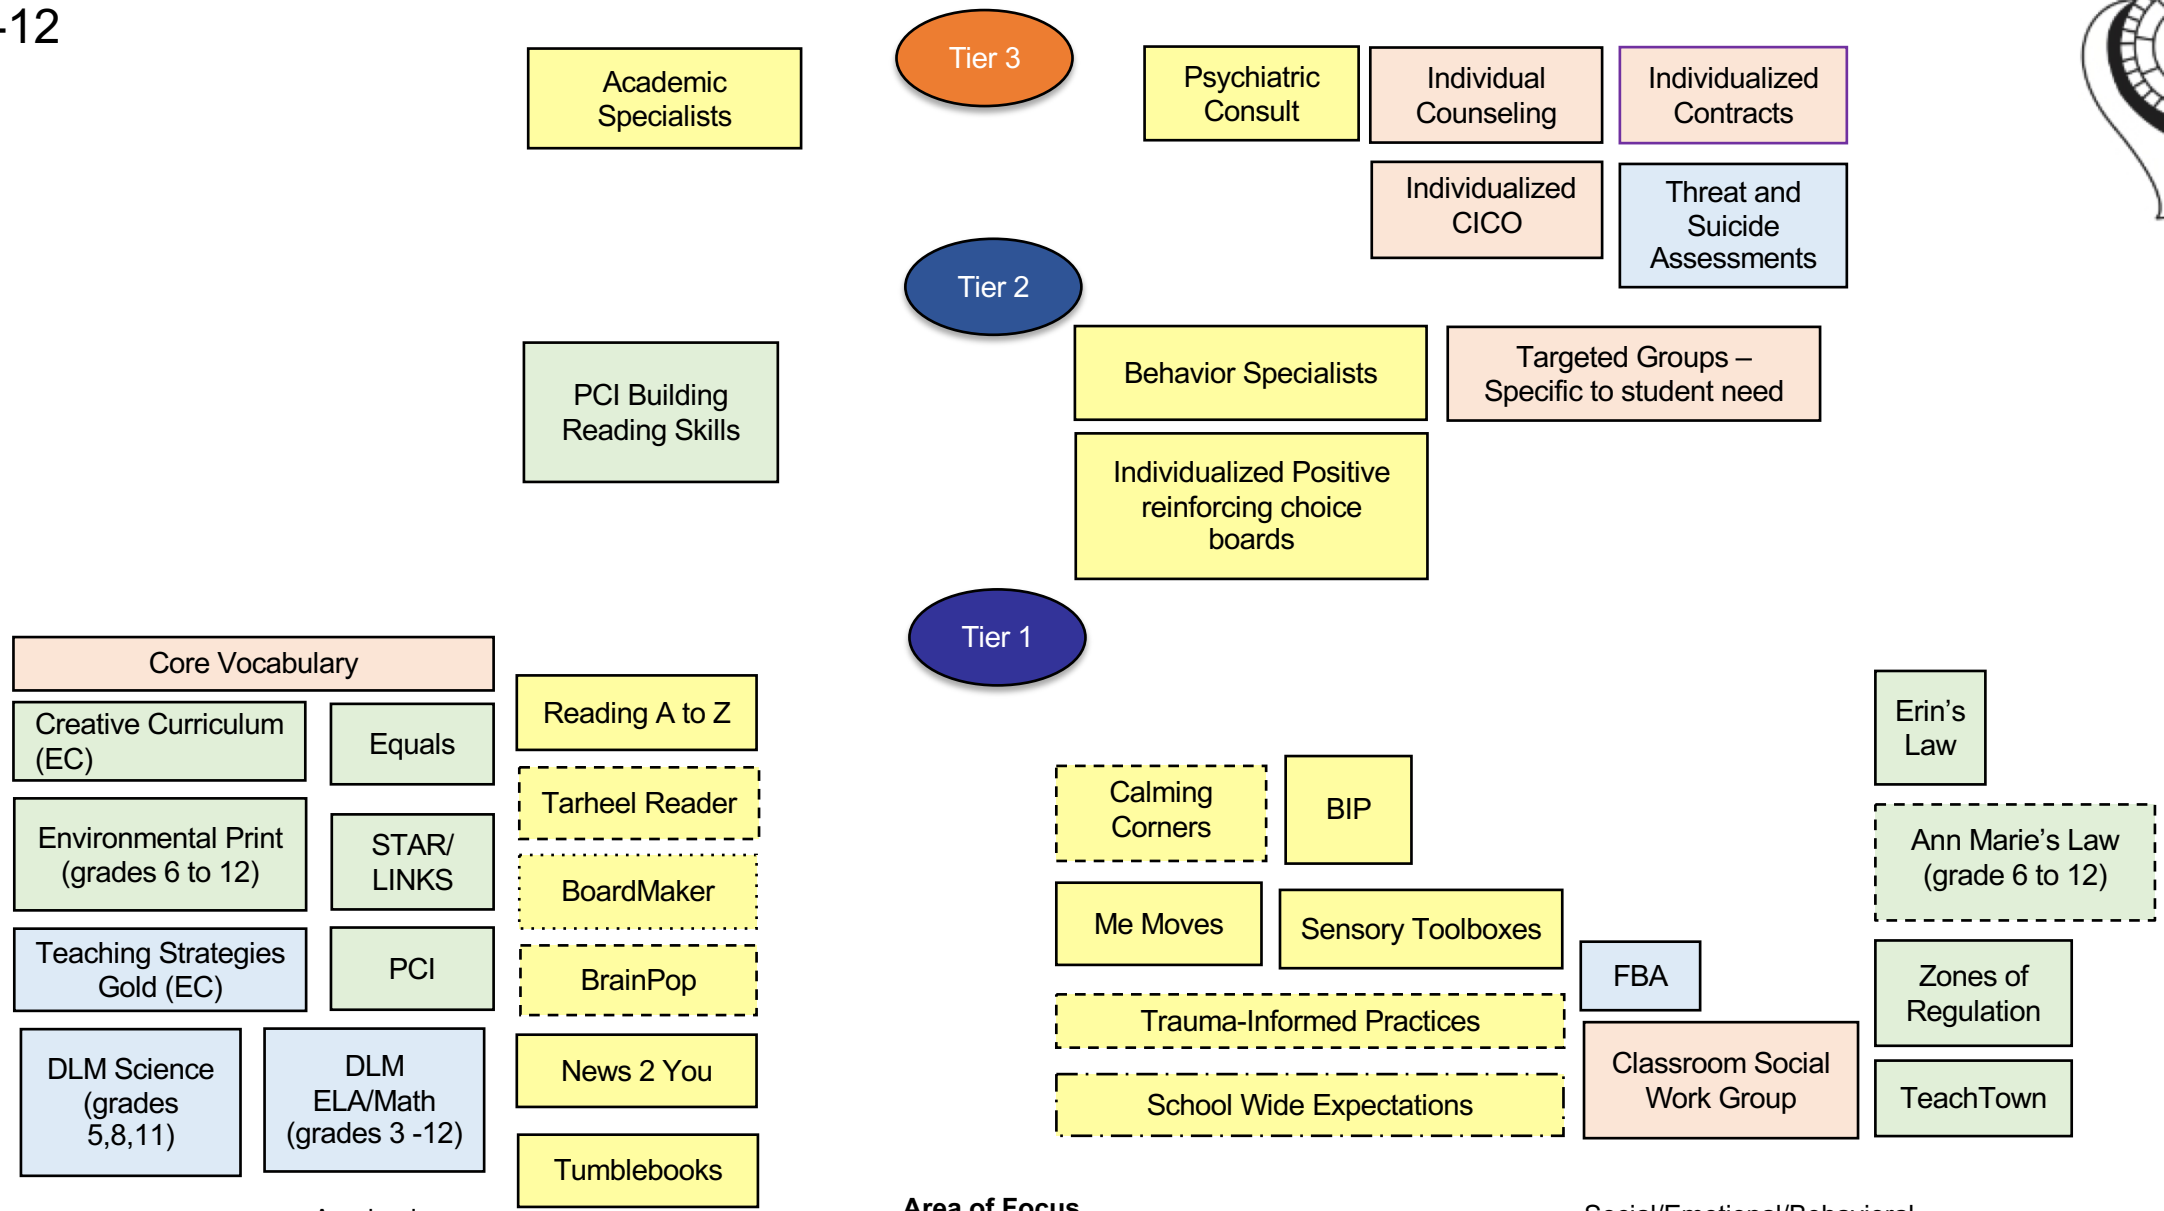 -12
Tier 3
Academic
Specialists
Psychiatric
Consult
Individual
Counseling
Individualized
Contracts
Individualized
CICO
Threat and
Suicide
Assessments
Tier 2
PCI Building
Reading Skills
Behavior Specialists
Targeted Groups –
Specific to student need
Individualized Positive
reinforcing choice
boards
Tier 1
Core Vocabulary
Creative Curriculum
(EC)
Equals
Reading A to Z
Environmental Print
(grades 6 to 12)
STAR/
LINKS
Tarheel Reader
BoardMaker
Teaching Strategies
Gold (EC)
PCI
BrainPop
DLM Science
(grades
5,8,11)
DLM
ELA/Math
(grades 3 -12)
News 2 You
Tumblebooks
Calming
Corners
BIP
Me Moves
Sensory Toolboxes
Trauma-Informed Practices
School Wide Expectations
FBA
Classroom Social
Work Group
Erin’s
Law
Ann Marie’s Law
(grade 6 to 12)
Zones of
Regulation
TeachTown
Area of Focus
Social/Emotional/Behavioral